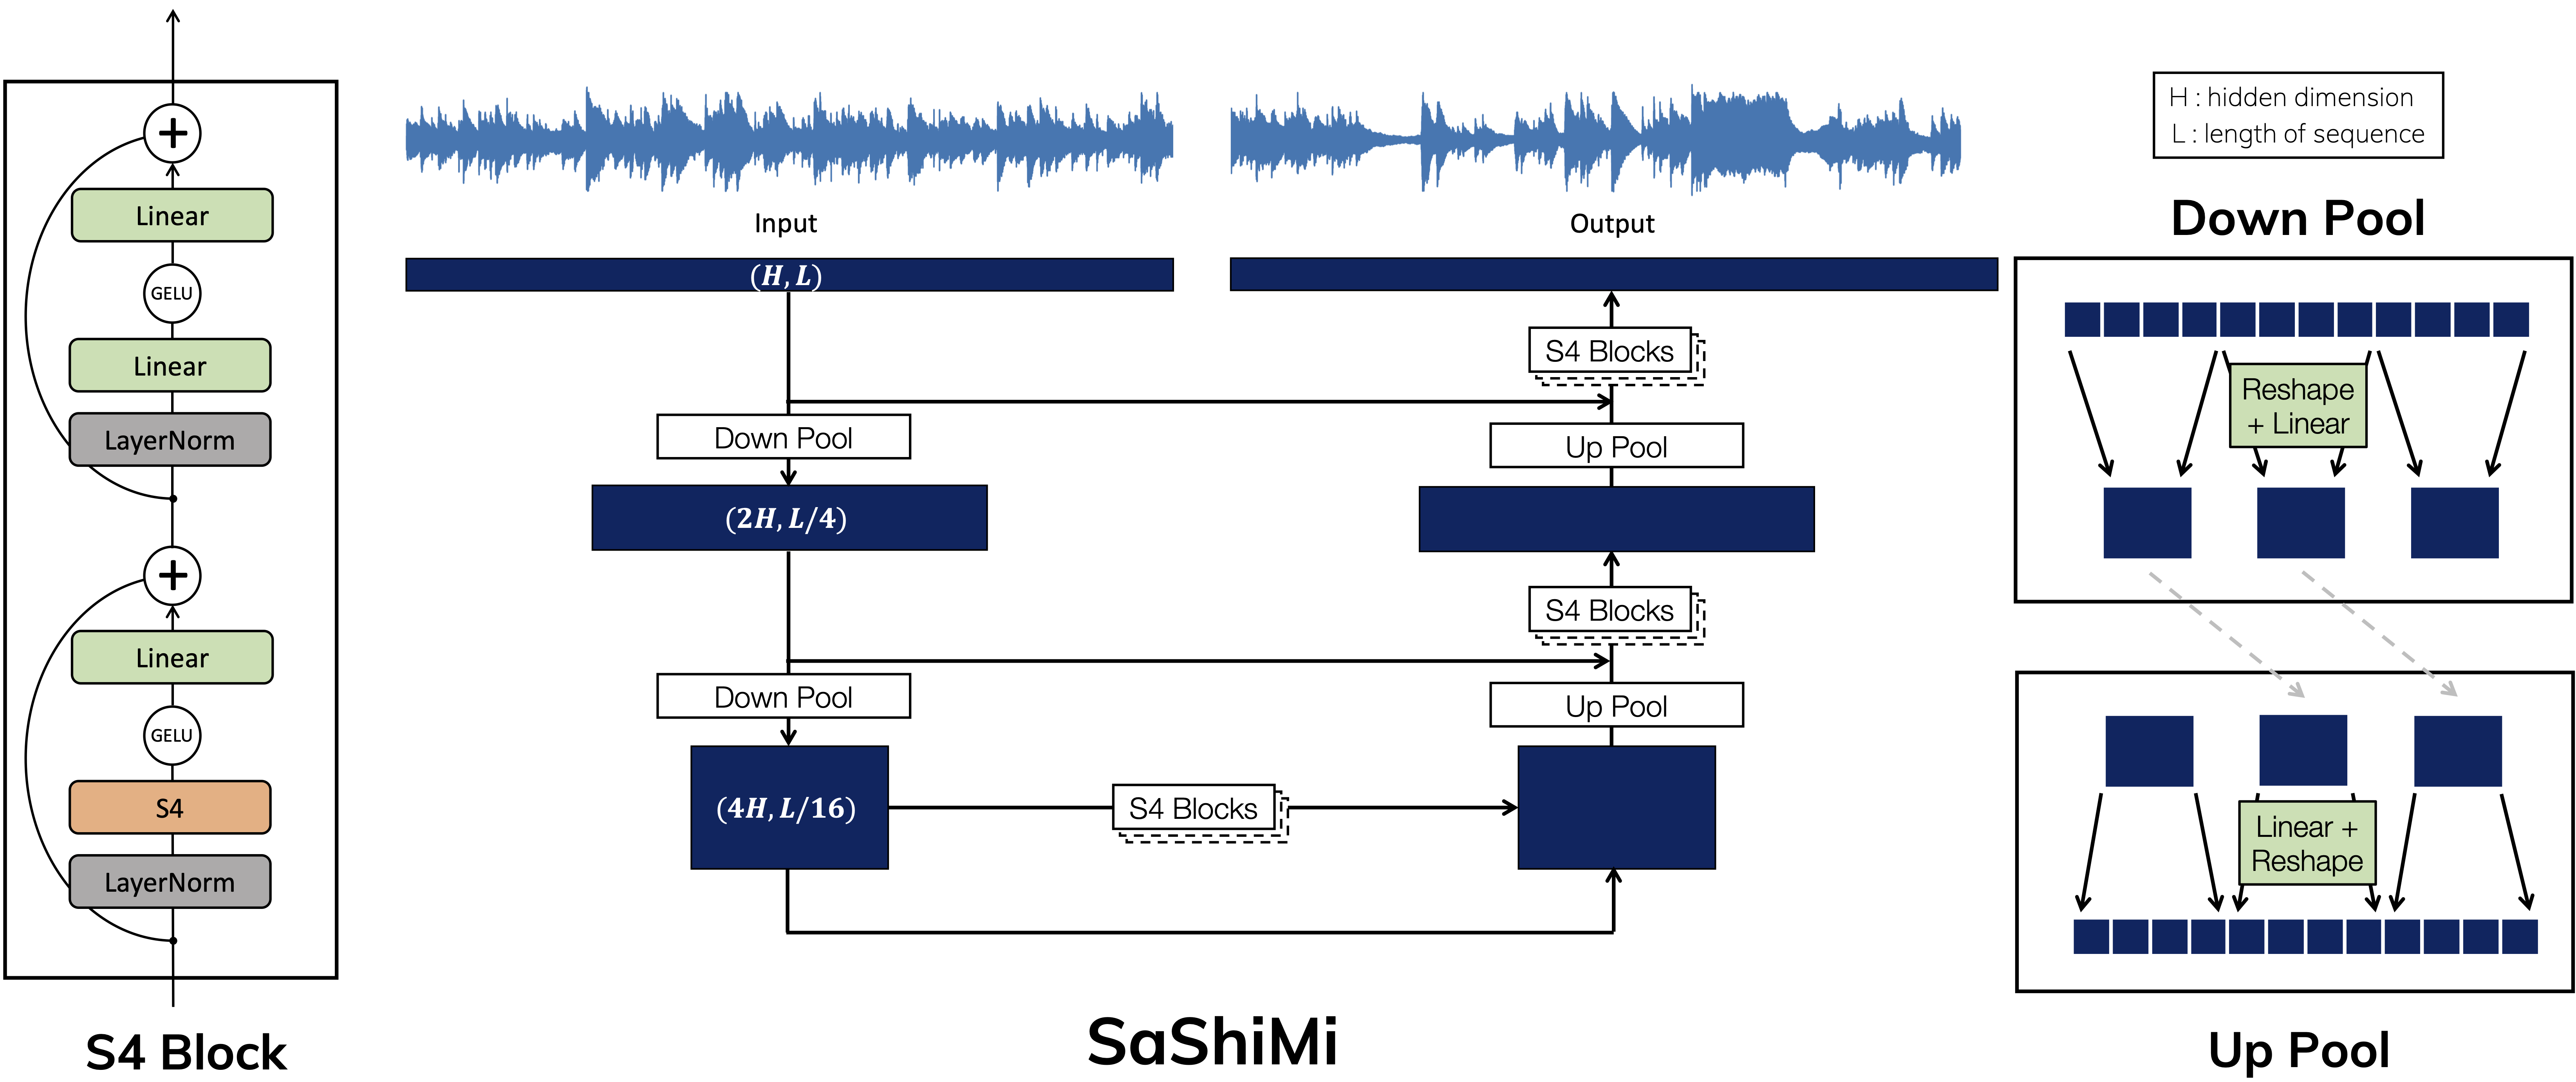 Linear
GELU
Linear
LayerNorm
Linear
GELU
S4
LayerNorm
S4 Block
Input
Output
(H, L)
S4 Blocks
Down Pool
Up Pool
(2H, L/4)
S4 Blocks
Down Pool
Up Pool
(4H, L/16)
S4 Blocks
SaShiMi
H : hidden dimension
L : length of sequence
Down Pool
Reshape
+ Linear
Linear +
Reshape
Up Pool